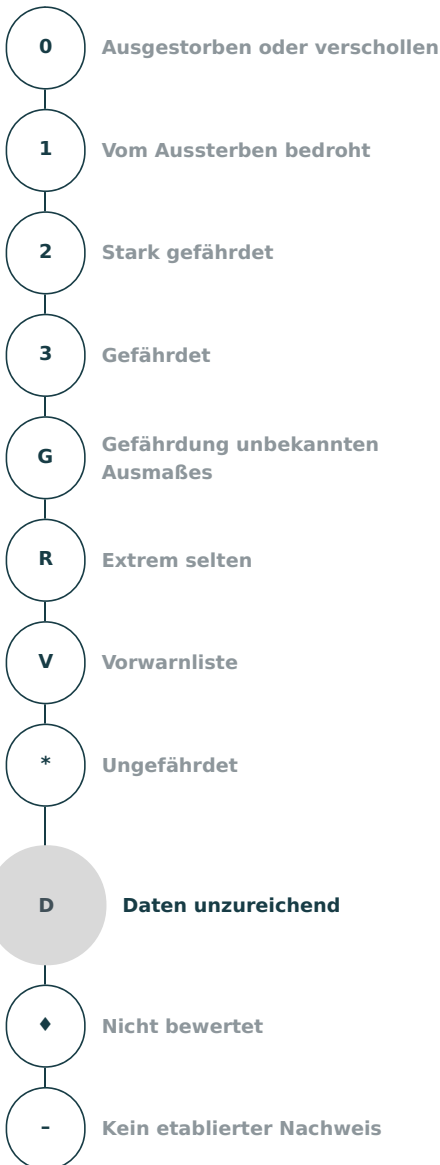 0 Ausgestorben oder verschollen
1 Vom Aussterben bedroht
2 Stark gefährdet
3 Gefährdet
G Gefährdung unbekannten
Ausmaßes
R Extrem selten
V Vorwarnliste
* Ungefährdet
D Daten unzureichend
♦ Nicht bewertet
– Kein etablierter Nachweis